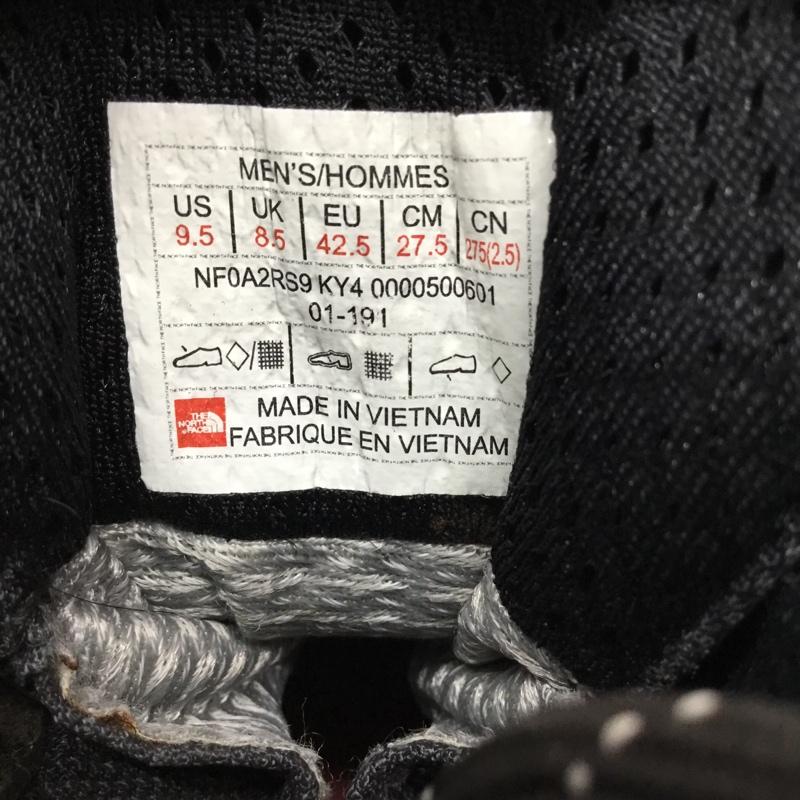 MEN'S/HOMMES
US UK EU CM CN
9.5 8.5 42.5 27.5 275(2.5)
NF0A2RS9 KY4 0000500601
01-191
THE NORTH FACE
MADE IN VIETNAM
FABRIQUE EN VIETNAM